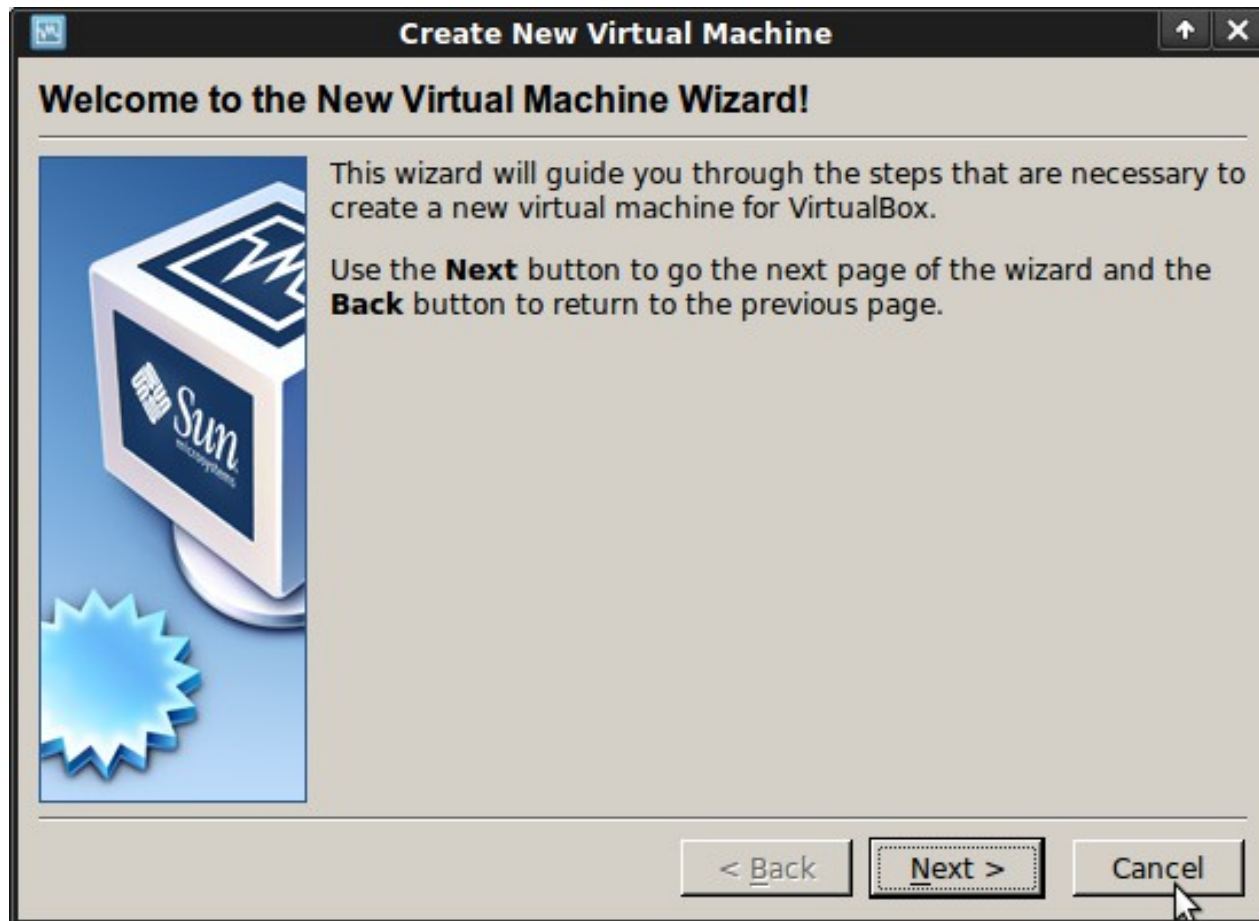 Create New Virtual Machine
Welcome to the New Virtual Machine Wizard!
This wizard will guide you through the steps that are necessary to
create a new virtual machine for VirtualBox.
Use the Next button to go the next page of the wizard and the
Back button to return to the previous page.
Sun
microsystems
< Back
Next >
Cancel